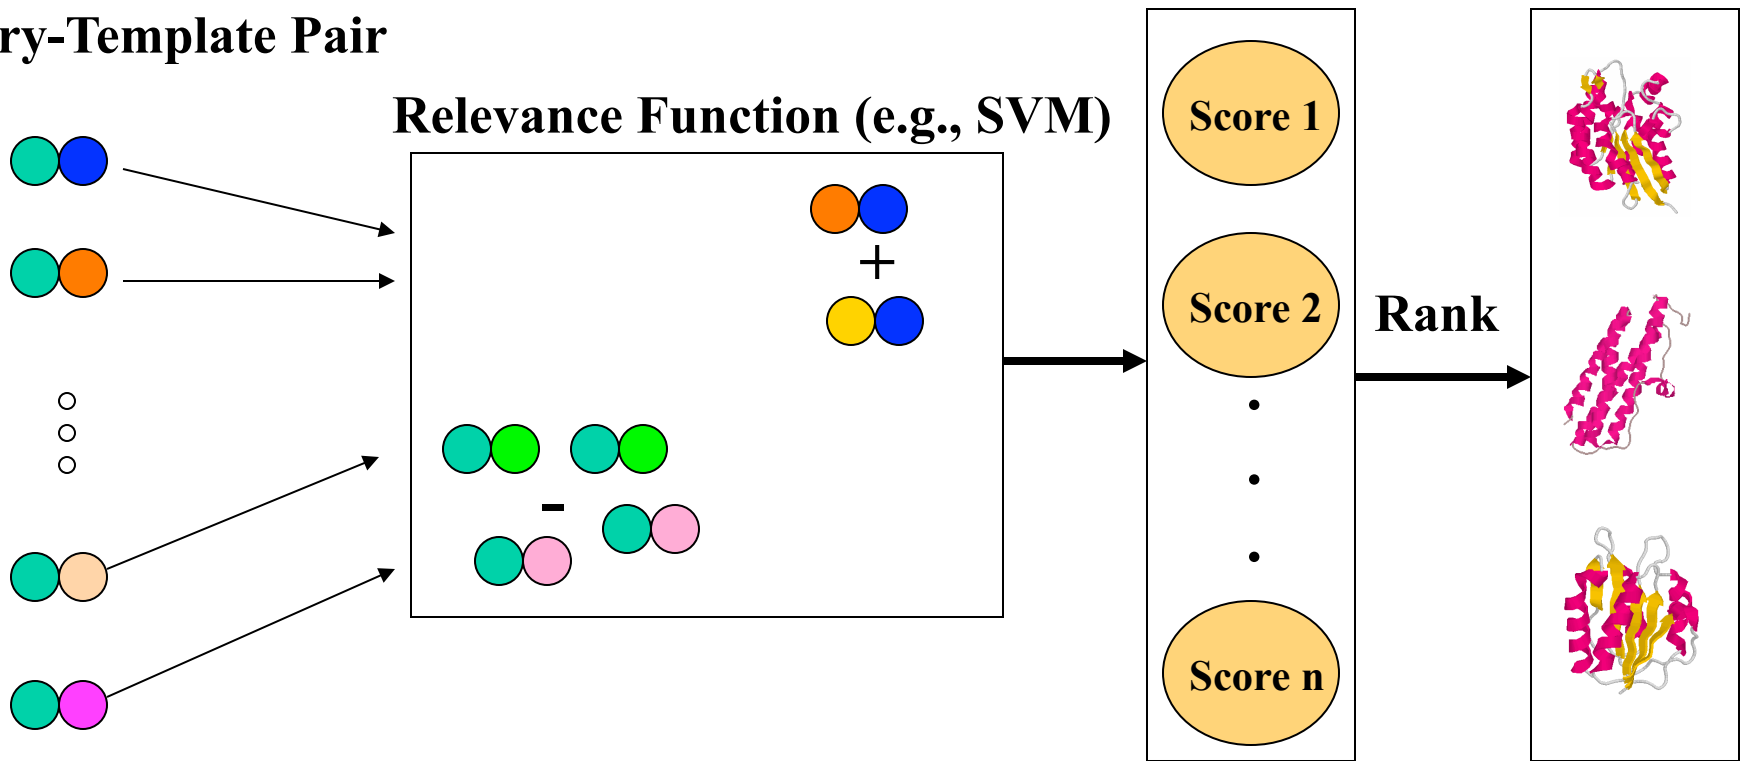 ry-Template Pair
Relevance Function (e.g., SVM)
+
-
Score 1
Score 2
.
.
.
Score n
Rank